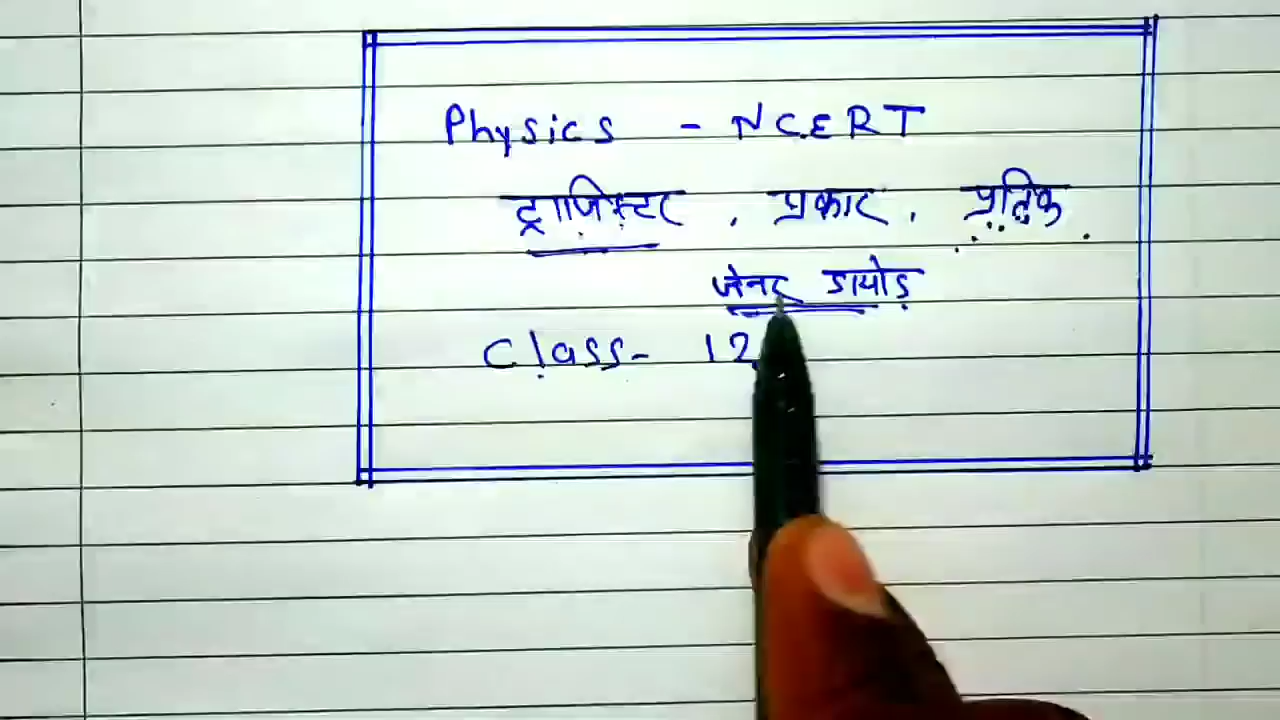 Physics - NCERT
ट्राजिस्टर , प्रकार , प्रतिक
जेनर डायोड
Class- 12